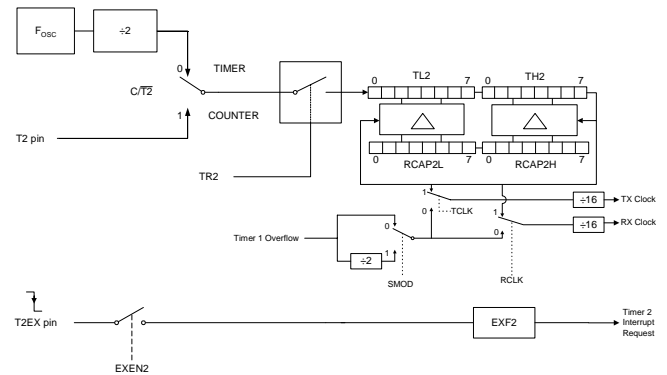 FOSC
÷2
0
TIMER
C/T2
1
COUNTER
T2 pin
TR2
TL2
TH2
0
7
0
7
0
7
0
7
RCAP2L
RCAP2H
1
TCLK
0
÷16
TX Clock
1
0
÷16
RX Clock
Timer 1 Overflow
0
÷2
1
SMOD
RCLK
T2EX pin
EXEN2
EXF2
Timer 2
Interrupt
Request